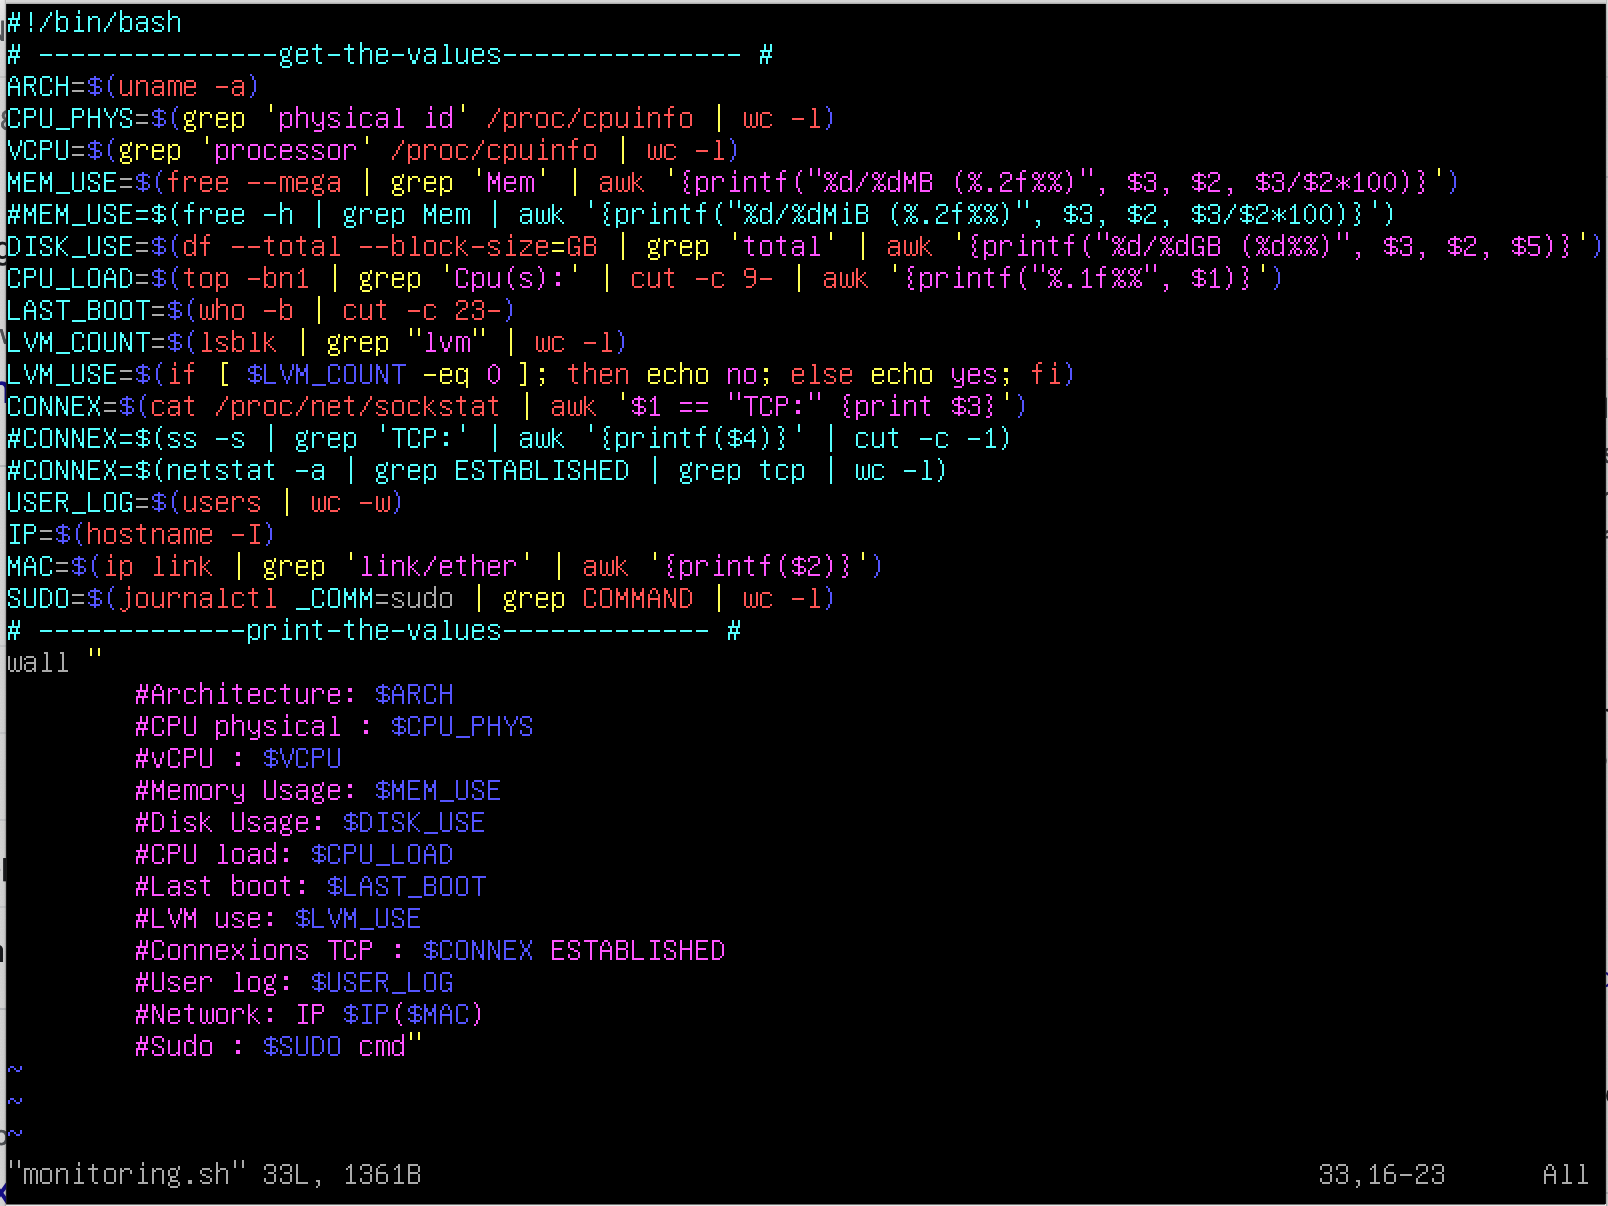 #!/bin/bash
# ---------------get-the-values--------------- #
ARCH=$(uname -a)
CPU_PHYS=$(grep 'physical id' /proc/cpuinfo | wc -l)
VCPU=$(grep 'processor' /proc/cpuinfo | wc -l)
MEM_USE=$(free --mega | grep 'Mem' | awk '{printf("%d/%dMB (%.2f%%)", $3, $2, $3/$2*100)}')
#MEM_USE=$(free -h | grep Mem | awk '{printf("%d/%dMiB (%.2f%%)", $3, $2, $3/$2*100)}')
DISK_USE=$(df --total --block-size=GB | grep 'total' | awk '{printf("%d/%dGB (%d%%)", $3, $2, $5)}')
CPU_LOAD=$(top -bn1 | grep 'Cpu(s):' | cut -c 9- | awk '{printf("%.1f%%", $1)}')
LAST_BOOT=$(who -b | cut -c 23-)
LVM_COUNT=$(lsblk | grep "lvm" | wc -l)
LVM_USE=$(if [ $LVM_COUNT -eq 0 ]; then echo no; else echo yes; fi)
CONNEX=$(cat /proc/net/sockstat | awk '$1 == "TCP:" {print $3}')
#CONNEX=$(ss -s | grep 'TCP:' | awk '{printf($4)}' | cut -c -1)
#CONNEX=$(netstat -a | grep ESTABLISHED | grep tcp | wc -l)
USER_LOG=$(users | wc -w)
IP=$(hostname -I)
MAC=$(ip link | grep 'link/ether' | awk '{printf($2)}')
SUDO=$(journalctl _COMM=sudo | grep COMMAND | wc -l)
# -------------print-the-values------------- #
wall "
#Architecture: $ARCH
#CPU physical : $CPU_PHYS
#vCPU : $VCPU
#Memory Usage: $MEM_USE
#Disk Usage: $DISK_USE
#CPU load: $CPU_LOAD
#Last boot: $LAST_BOOT
#LVM use: $LVM_USE
#Connexions TCP : $CONNEX ESTABLISHED
#User log: $USER_LOG
#Network: IP $IP($MAC)
#Sudo : $SUDO cmd"
~
~
~
"monitoring.sh" 33L, 1361B 33,16-23 All